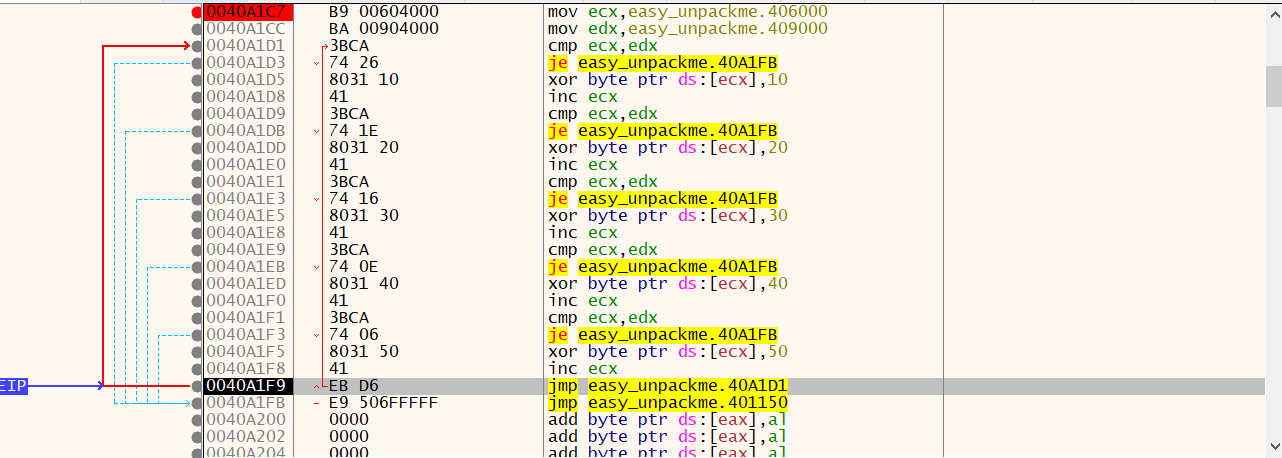 0040A1C7 B9 00604000 mov ecx,easy_unpackme.406000
0040A1CC BA 00904000 mov edx,easy_unpackme.409000
0040A1D1 3BCA cmp ecx,edx
0040A1D3 74 26 je easy_unpackme.40A1FB
0040A1D5 8031 10 xor byte ptr ds:[ecx],10
0040A1D8 41 inc ecx
0040A1D9 3BCA cmp ecx,edx
0040A1DB 74 1E je easy_unpackme.40A1FB
0040A1DD 8031 20 xor byte ptr ds:[ecx],20
0040A1E0 41 inc ecx
0040A1E1 3BCA cmp ecx,edx
0040A1E3 74 16 je easy_unpackme.40A1FB
0040A1E5 8031 30 xor byte ptr ds:[ecx],30
0040A1E8 41 inc ecx
0040A1E9 3BCA cmp ecx,edx
0040A1EB 74 0E je easy_unpackme.40A1FB
0040A1ED 8031 40 xor byte ptr ds:[ecx],40
0040A1F0 41 inc ecx
0040A1F1 3BCA cmp ecx,edx
0040A1F3 74 06 je easy_unpackme.40A1FB
0040A1F5 8031 50 xor byte ptr ds:[ecx],50
0040A1F8 41 inc ecx
EIP 0040A1F9 EB D6 jmp easy_unpackme.40A1D1
0040A1FB E9 506FFFFF jmp easy_unpackme.401150
0040A200 0000 add byte ptr ds:[eax],al
0040A202 0000 add byte ptr ds:[eax],al
0040A204 0000 add byte ptr ds:[eax],al